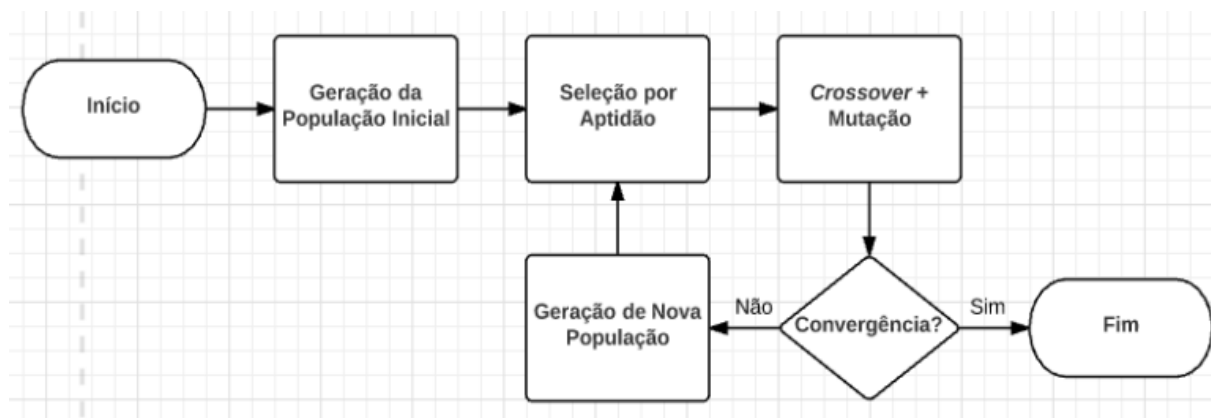 Início
Geração da
População Inicial
Seleção por
Aptidão
Crossover +
Mutação
Geração de Nova
População
Não
Convergência?
Sim
Fim